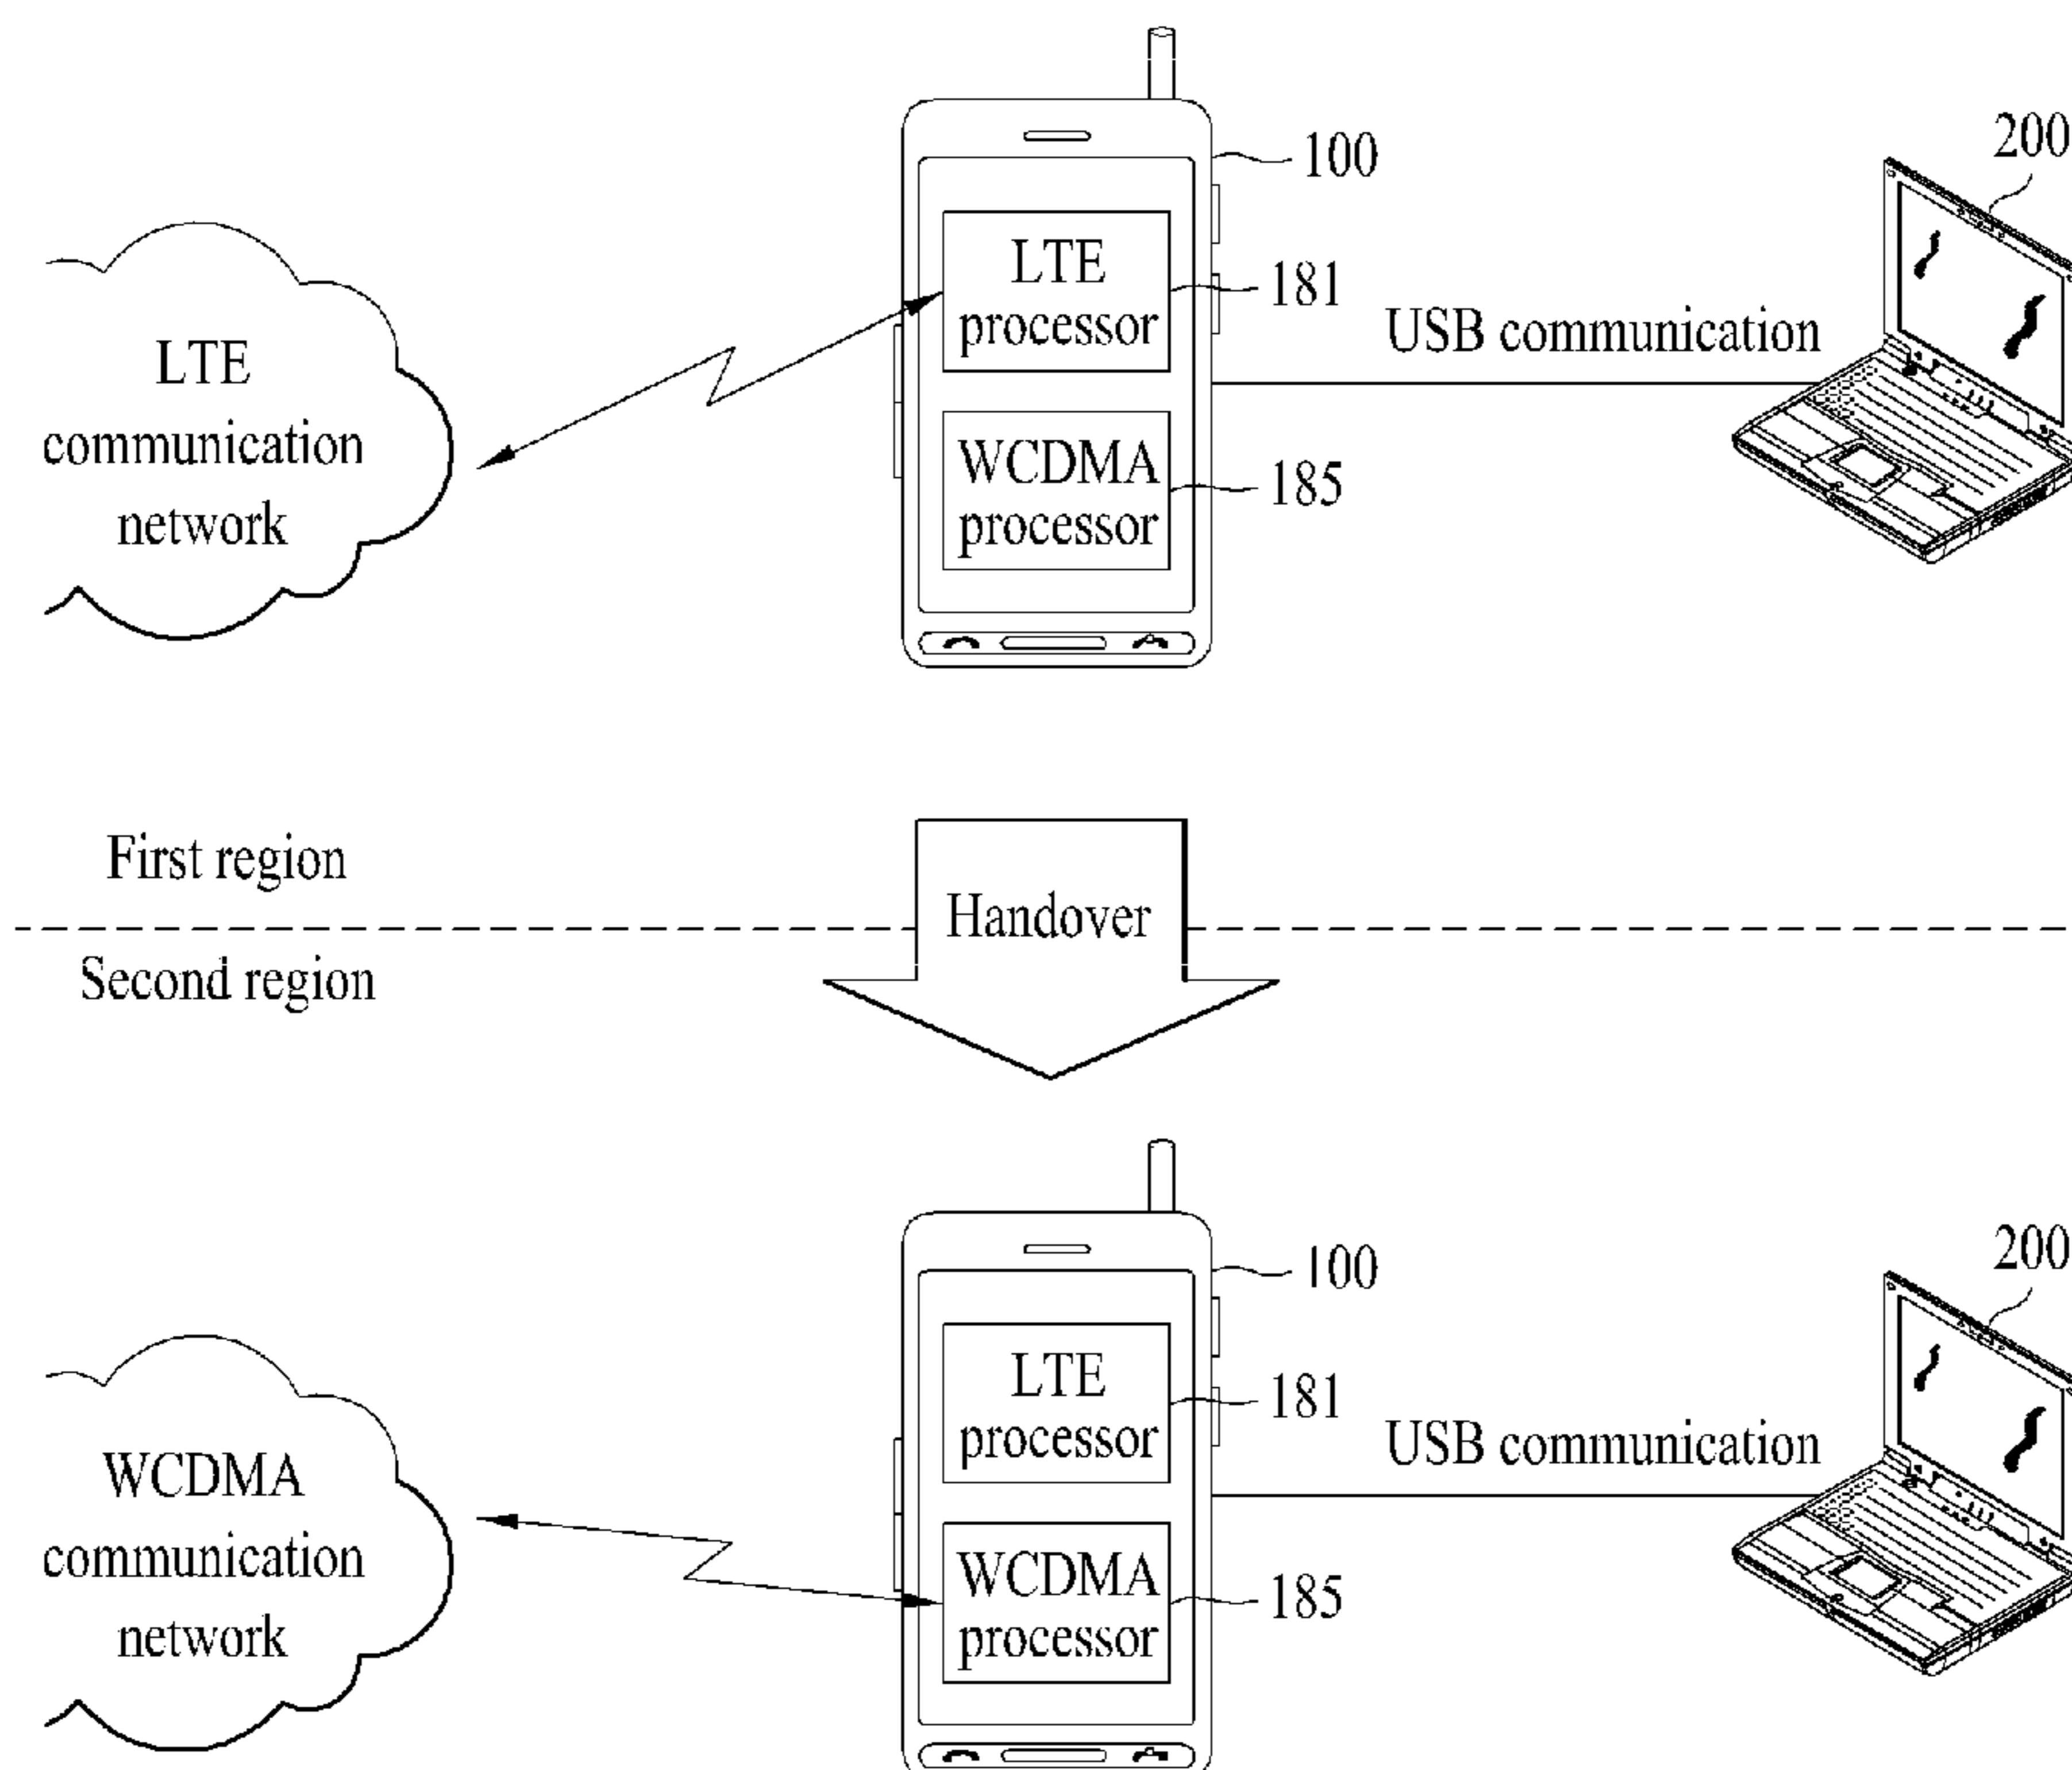 100
200
LTE
processor
181
LTE
communication
network
USB communication
WCDMA
processor
185
First region
Handover
Second region
100
200
LTE
processor
181
USB communication
WCDMA
communication
network
WCDMA
processor
185